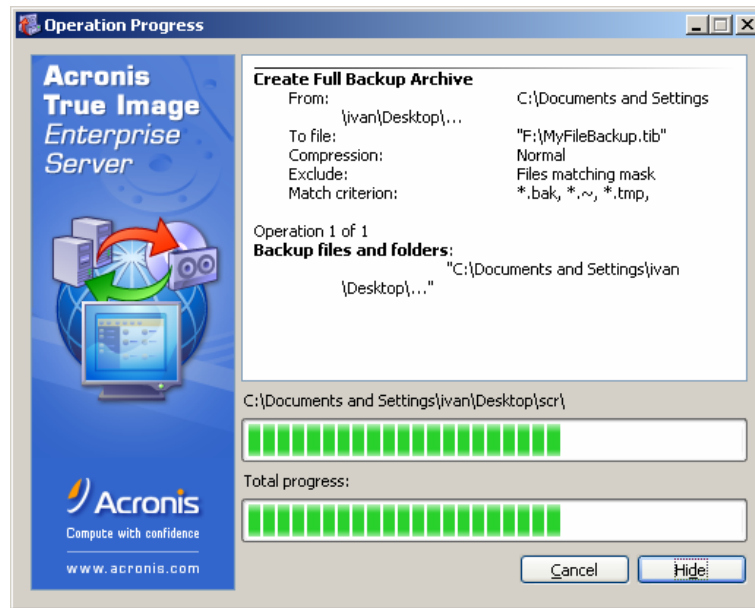 Operation Progress
Acronis
True Image
Enterprise
Server
Create Full Backup Archive
From: C:\Documents and Settings
\ivan\Desktop\...
To file: "F:\MyFileBackup.tib"
Compression: Normal
Exclude: Files matching mask
Match criterion: *.bak, *.~, *.tmp,
Operation 1 of 1
Backup files and folders:
"C:\Documents and Settings\ivan
\Desktop\..."
C:\Documents and Settings\ivan\Desktop\scr\
Total progress:
Acronis
Compute with confidence
www.acronis.com
Cancel Hide